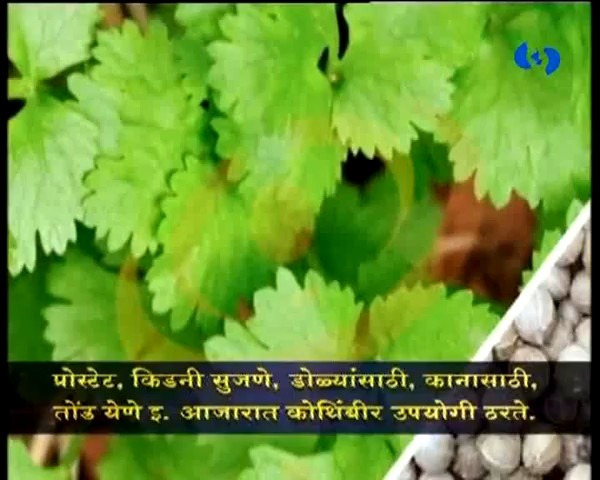 प्रोस्टेट, किडनी सुजणे, डोळ्यांसाठी, कानासाठी,
तोंड येणे इ. आजारात कोथिंबीर उपयोगी ठरते.